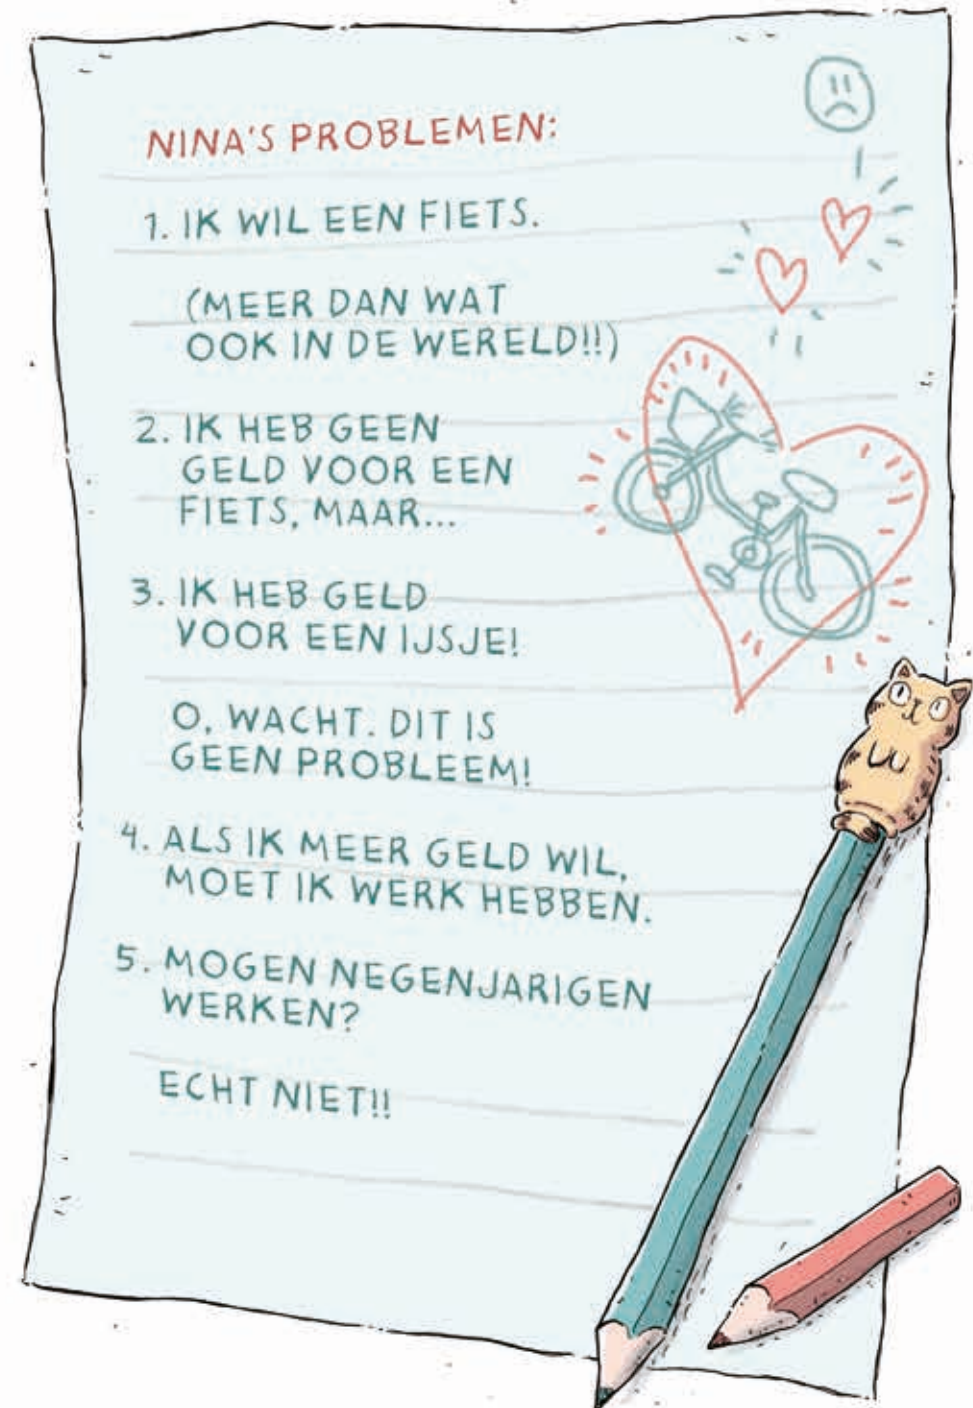 NINA'S PROBLEMEN:
1. IK WIL EEN FIETS.
(MEER DAN WAT
OOK IN DE WERELD!!)
2. IK HEB GEEN
GELD VOOR EEN
FIETS, MAAR...
3. IK HEB GELD
VOOR EEN IJSJE!
O, WACHT. DIT IS
GEEN PROBLEEM!
4. ALS IK MEER GELD WIL,
MOET IK WERK HEBBEN.
5. MOGEN NEGENJARIGEN
WERKEN?
ECHT NIET!!